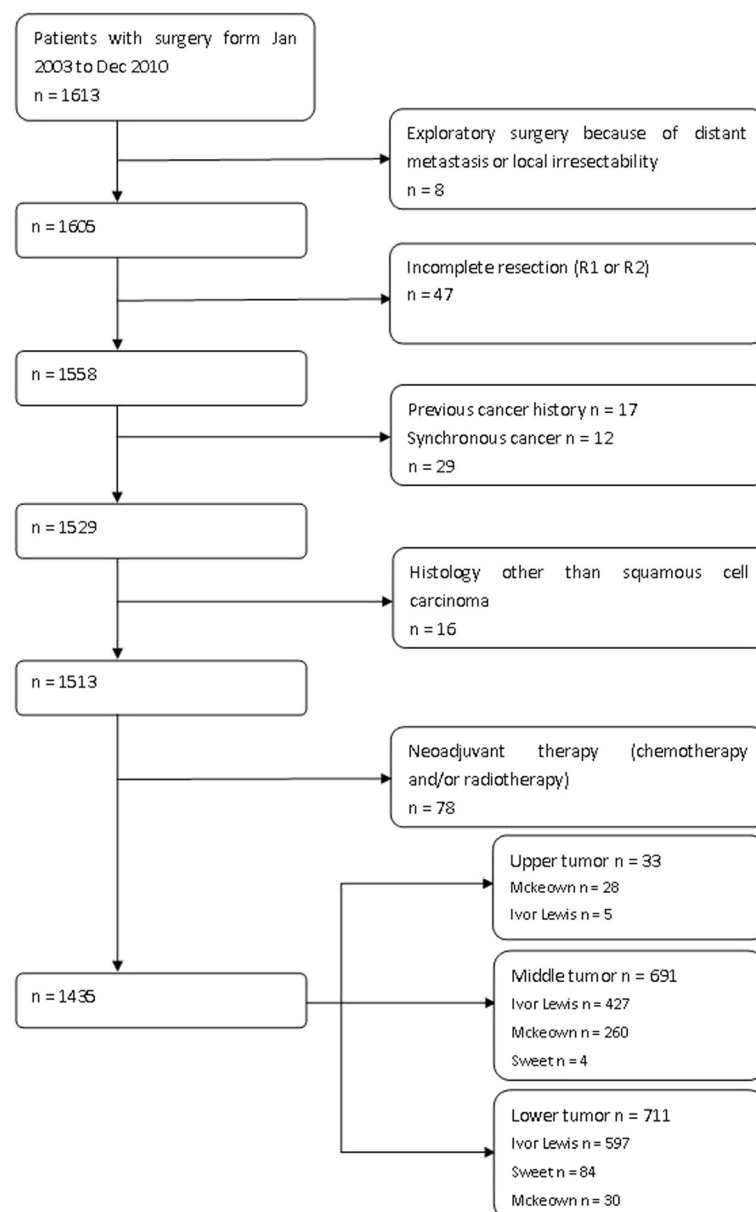 Patients with surgery form Jan
2003 to Dec 2010
n = 1613
Exploratory surgery because of distant
metastasis or local irresectability
n = 8
n = 1605
Incomplete resection (R1 or R2)
n = 47
n = 1558
Previous cancer history n = 17
Synchronous cancer n = 12
n = 29
n = 1529
Histology other than squamous cell
carcinoma
n = 16
n = 1513
Neoadjuvant therapy (chemotherapy
and/or radiotherapy)
n = 78
Upper tumor n = 33
Mckeown n = 28
Ivor Lewis n = 5
n = 1435
Middle tumor n = 691
Ivor Lewis n = 427
Mckeown n = 260
Sweet n = 4
Lower tumor n = 711
Ivor Lewis n = 597
Sweet n = 84
Mckeown n = 30